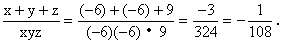 (x + y + z)/(xyz) = ((−6) + (−6) + 9)/((−6)(−6) • 9) = (−3)/324 = −1/108 .